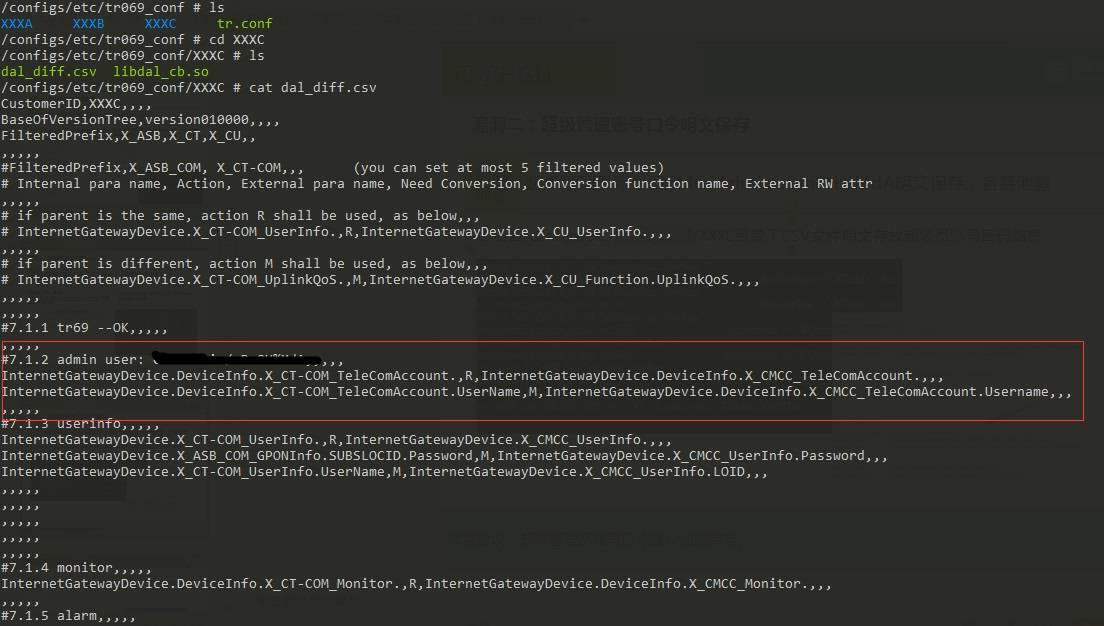 /configs/etc/tr069_conf # ls
XXXA XXXB XXXC tr.conf
/configs/etc/tr069_conf # cd XXXC
/configs/etc/tr069_conf/XXXC # ls
dal_diff.csv libdal_cb.so
/configs/etc/tr069_conf/XXXC # cat dal_diff.csv
CustomerID,XXXC,,,,
BaseOfVersionTree,version010000,,,,
FilteredPrefix,X_ASB,X_CT,X_CU,,
,,,,,
#FilteredPrefix,X_ASB_COM, X_CT-COM,,, (you can set at most 5 filtered values)
# Internal para name, Action, External para name, Need Conversion, Conversion function name, External RW attr
,,,,,
# if parent is the same, action R shall be used, as below,,,
# InternetGatewayDevice.X_CT-COM_UserInfo.,R,InternetGatewayDevice.X_CU_UserInfo.,,,
,,,,,
# if parent is different, action M shall be used, as below,,,
# InternetGatewayDevice.X_CT-COM_UplinkQoS.,M,InternetGatewayDevice.X_CU_Function.UplinkQoS.,,,
,,,,,
,,,,,
#7.1.1 tr69 --OK,,,,,
,,,,,
#7.1.2 admin user: ,,,
InternetGatewayDevice.DeviceInfo.X_CT-COM_TeleComAccount.,R,InternetGatewayDevice.DeviceInfo.X_CMCC_TeleComAccount.,,,
InternetGatewayDevice.DeviceInfo.X_CT-COM_TeleComAccount.UserName,M,InternetGatewayDevice.DeviceInfo.X_CMCC_TeleComAccount.Username,,,
,,,,,
#7.1.3 userinfo,,,,,
InternetGatewayDevice.X_CT-COM_UserInfo.,R,InternetGatewayDevice.X_CMCC_UserInfo.,,,
InternetGatewayDevice.X_ASB_COM_GPONInfo.SUBSLOCID.Password,M,InternetGatewayDevice.X_CMCC_UserInfo.Password,,,
InternetGatewayDevice.X_CT-COM_UserInfo.UserName,M,InternetGatewayDevice.X_CMCC_UserInfo.LOID,,,
,,,,,
,,,,,
,,,,,
,,,,,
,,,,,
#7.1.4 monitor,,,,,
InternetGatewayDevice.DeviceInfo.X_CT-COM_Monitor.,R,InternetGatewayDevice.DeviceInfo.X_CMCC_Monitor.,,,
,,,,,
#7.1.5 alarm,,,,,